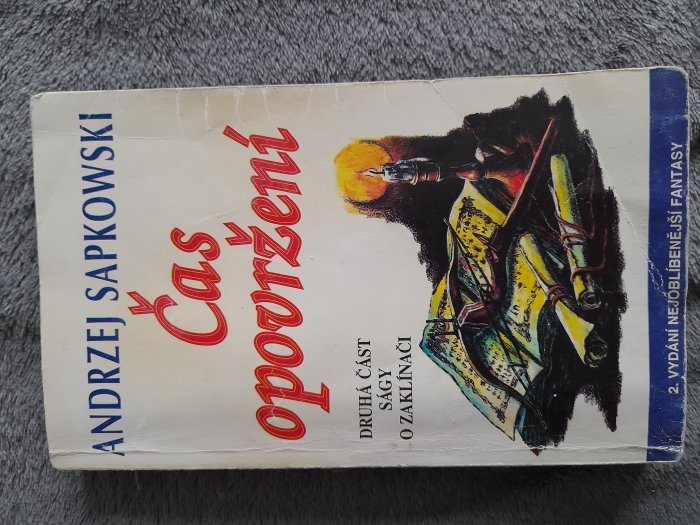 ANDRZEJ SAPKOWSKI
Čas
opovržení
DRUHÁ ČÁST
SÁGY
O ZAKLÍNAČI
2. VYDÁNÍ NEJOBLÍBENĚJŠÍ FANTASY